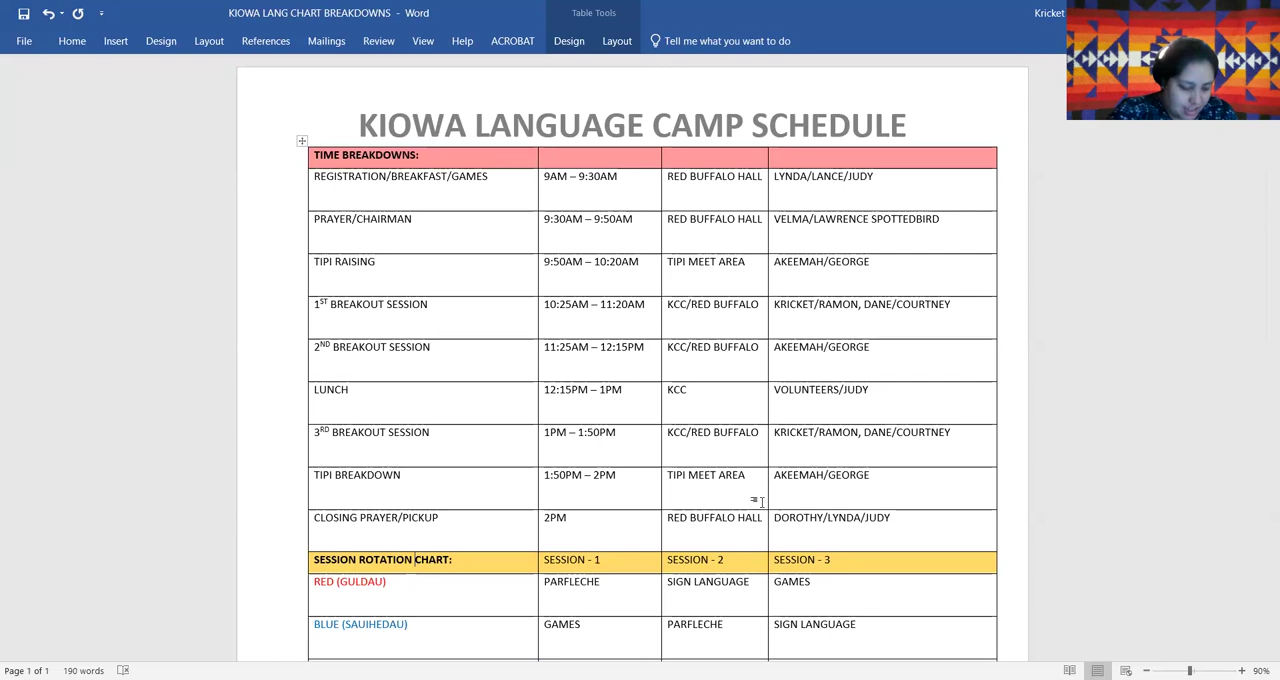 KIOWA LANG CHART BREAKDOWNS - Word
Table Tools
Kricket
File Home Insert Design Layout References Mailings Review View Help ACROBAT Design Layout Tell me what you want to do
KIOWA LANGUAGE CAMP SCHEDULE
TIME BREAKDOWNS:
REGISTRATION/BREAKFAST/GAMES 9AM – 9:30AM RED BUFFALO HALL LYNDA/LANCE/JUDY
PRAYER/CHAIRMAN 9:30AM – 9:50AM RED BUFFALO HALL VELMA/LAWRENCE SPOTTEDBIRD
TIPI RAISING 9:50AM – 10:20AM TIPI MEET AREA AKEEMAH/GEORGE
1ST BREAKOUT SESSION 10:25AM – 11:20AM KCC/RED BUFFALO KRICKET/RAMON, DANE/COURTNEY
2ND BREAKOUT SESSION 11:25AM – 12:15PM KCC/RED BUFFALO AKEEMAH/GEORGE
LUNCH 12:15PM – 1PM KCC VOLUNTEERS/JUDY
3RD BREAKOUT SESSION 1PM – 1:50PM KCC/RED BUFFALO KRICKET/RAMON, DANE/COURTNEY
TIPI BREAKDOWN 1:50PM – 2PM TIPI MEET AREA AKEEMAH/GEORGE
CLOSING PRAYER/PICKUP 2PM RED BUFFALO HALL DOROTHY/LYNDA/JUDY
SESSION ROTATION CHART: SESSION - 1 SESSION - 2 SESSION - 3
RED (GULDAU) PARFLECHE SIGN LANGUAGE GAMES
BLUE (SAUIHEDAU) GAMES PARFLECHE SIGN LANGUAGE
Page 1 of 1 190 words 90%